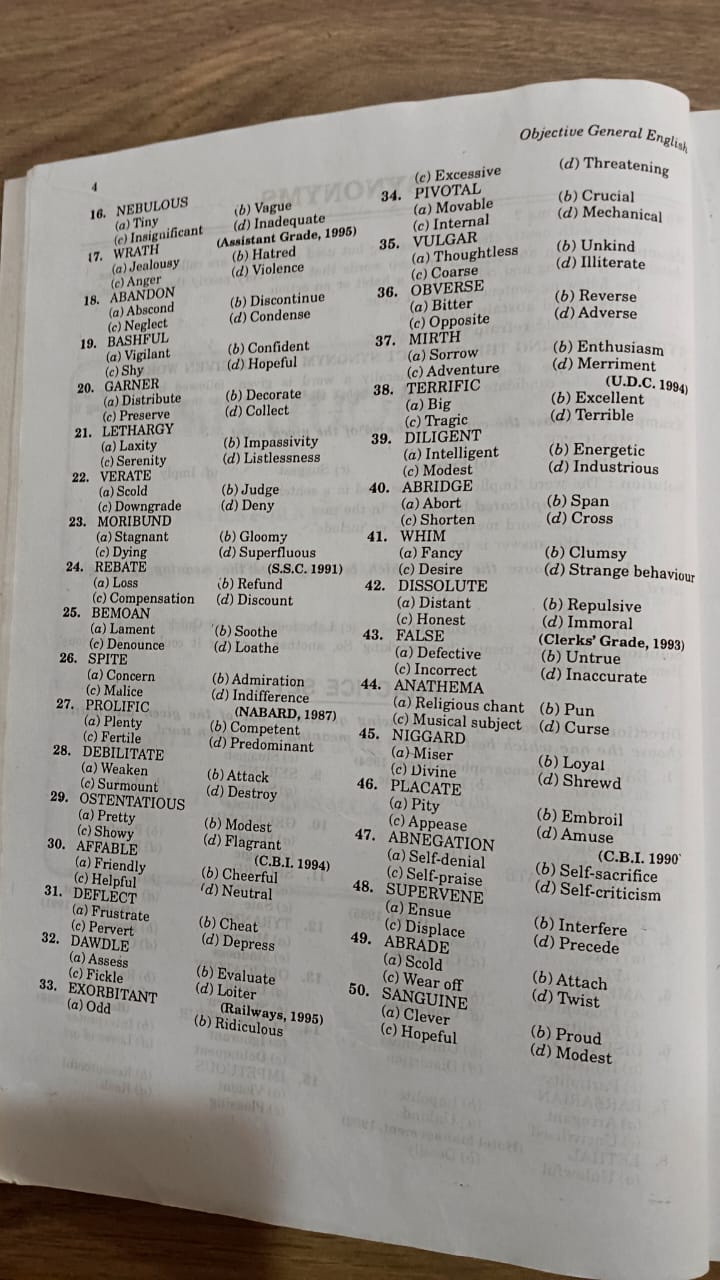 4
Objective General English
16. NEBULOUS
(a) Tiny (b) Vague
(c) Insignificant (d) Inadequate
17. WRATH (Assistant Grade, 1995)
(a) Jealousy (b) Hatred
(c) Anger (d) Violence
18. ABANDON
(a) Abscond (b) Discontinue
(c) Neglect (d) Condense
19. BASHFUL
(a) Vigilant (b) Confident
(c) Shy (d) Hopeful
20. GARNER
(a) Distribute (b) Decorate
(c) Preserve (d) Collect
21. LETHARGY
(a) Laxity (b) Impassivity
(c) Serenity (d) Listlessness
22. VERATE
(a) Scold (b) Judge
(c) Downgrade (d) Deny
23. MORIBUND
(a) Stagnant (b) Gloomy
(c) Dying (d) Superfluous
24. REBATE (S.S.C. 1991)
(a) Loss (b) Refund
(c) Compensation (d) Discount
25. BEMOAN
(a) Lament (b) Soothe
(c) Denounce (d) Loathe
26. SPITE
(a) Concern (b) Admiration
(c) Malice (d) Indifference
27. PROLIFIC (NABARD, 1987)
(a) Plenty (b) Competent
(c) Fertile (d) Predominant
28. DEBILITATE
(a) Weaken (b) Attack
(c) Surmount (d) Destroy
29. OSTENTATIOUS
(a) Pretty (b) Modest
(c) Showy (d) Flagrant
30. AFFABLE (C.B.I. 1994)
(a) Friendly (b) Cheerful
(c) Helpful (d) Neutral
31. DEFLECT
(a) Frustrate (b) Cheat
(c) Pervert (d) Depress
32. DAWDLE
(a) Assess (b) Evaluate
(c) Fickle (d) Loiter
33. EXORBITANT (Railways, 1995)
(a) Odd (b) Ridiculous
(c) Excessive (d) Threatening
34. PIVOTAL
(a) Movable (b) Crucial
(c) Internal (d) Mechanical
35. VULGAR
(a) Thoughtless (b) Unkind
(c) Coarse (d) Illiterate
36. OBVERSE
(a) Bitter (b) Reverse
(c) Opposite (d) Adverse
37. MIRTH
(a) Sorrow (b) Enthusiasm
(c) Adventure (d) Merriment
38. TERRIFIC (U.D.C. 1994)
(a) Big (b) Excellent
(c) Tragic (d) Terrible
39. DILIGENT
(a) Intelligent (b) Energetic
(c) Modest (d) Industrious
40. ABRIDGE
(a) Abort (b) Span
(c) Shorten (d) Cross
41. WHIM
(a) Fancy (b) Clumsy
(c) Desire (d) Strange behaviour
42. DISSOLUTE
(a) Distant (b) Repulsive
(c) Honest (d) Immoral
43. FALSE (Clerks' Grade, 1993)
(a) Defective (b) Untrue
(c) Incorrect (d) Inaccurate
44. ANATHEMA
(a) Religious chant (b) Pun
(c) Musical subject (d) Curse
45. NIGGARD
(a) Miser (b) Loyal
(c) Divine (d) Shrewd
46. PLACATE
(a) Pity (b) Embroil
(c) Appease (d) Amuse
47. ABNEGATION (C.B.I. 1990)
(a) Self-denial (b) Self-sacrifice
(c) Self-praise (d) Self-criticism
48. SUPERVENE
(a) Ensue (b) Interfere
(c) Displace (d) Precede
49. ABRADE
(a) Scold (b) Attach
(c) Wear off (d) Twist
50. SANGUINE
(a) Clever (b) Proud
(c) Hopeful (d) Modest